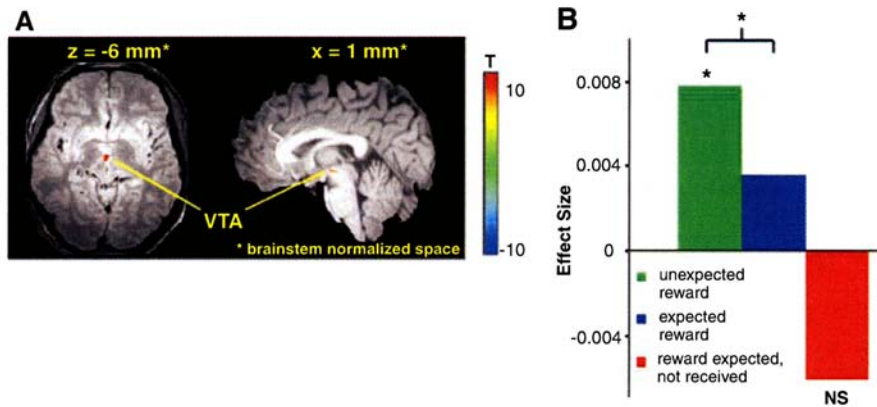 A
z = -6 mm*
x = 1 mm*
VTA
* brainstem normalized space
T
10
-10
B
*
*
0.008
0.004
0
-0.004
Effect Size
unexpected
reward
expected
reward
reward expected,
not received
NS